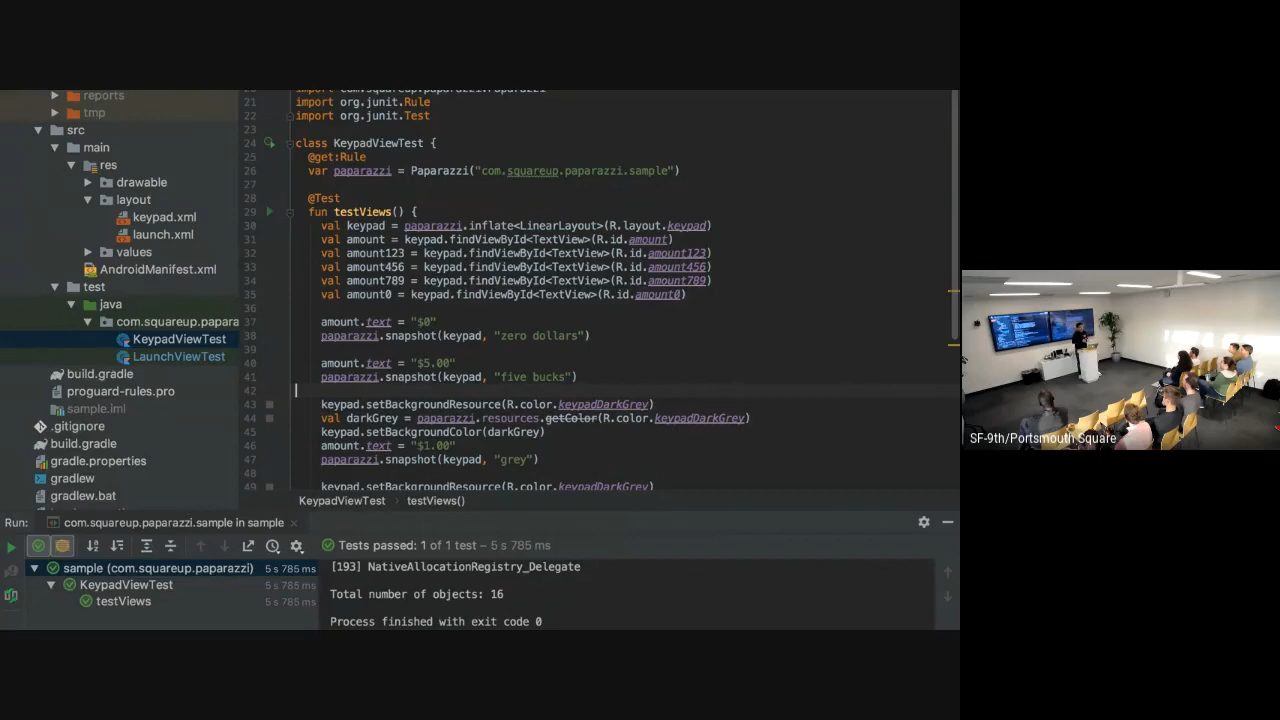 reports
tmp
src
main
res
drawable
layout
keypad.xml
launch.xml
values
AndroidManifest.xml
test
java
com.squareup.papara
KeypadViewTest
LaunchViewTest
build.gradle
proguard-rules.pro
sample.iml
.gitignore
build.gradle
gradle.properties
gradlew
gradlew.bat
21 import org.junit.Rule
22 import org.junit.Test
23
24 class KeypadViewTest {
25 @get:Rule
26 var paparazzi = Paparazzi("com.squareup.paparazzi.sample")
27
28 @Test
29 fun testViews() {
30 val keypad = paparazzi.inflate<LinearLayout>(R.layout.keypad)
31 val amount = keypad.findViewById<TextView>(R.id.amount)
32 val amount123 = keypad.findViewById<TextView>(R.id.amount123)
33 val amount456 = keypad.findViewById<TextView>(R.id.amount456)
34 val amount789 = keypad.findViewById<TextView>(R.id.amount789)
35 val amount0 = keypad.findViewById<TextView>(R.id.amount0)
36
37 amount.text = "$0"
38 paparazzi.snapshot(keypad, "zero dollars")
39
40 amount.text = "$5.00"
41 paparazzi.snapshot(keypad, "five bucks")
42
43 keypad.setBackgroundResource(R.color.keypadDarkGrey)
44 val darkGrey = paparazzi.resources.getColor(R.color.keypadDarkGrey)
45 keypad.setBackgroundColor(darkGrey)
46 amount.text = "$1.00"
47 paparazzi.snapshot(keypad, "grey")
48
49 keypad.setBackgroundResource(R.color.keypadDarkGrey)
KeypadViewTest › testViews()
Run: com.squareup.paparazzi.sample in sample ×
Tests passed: 1 of 1 test – 5 s 785 ms
sample (com.squareup.paparazzi) 5 s 785 ms
KeypadViewTest 5 s 785 ms
testViews 5 s 785 ms
[193] NativeAllocationRegistry_Delegate
Total number of objects: 16
Process finished with exit code 0
SF-9th/Portsmouth Square